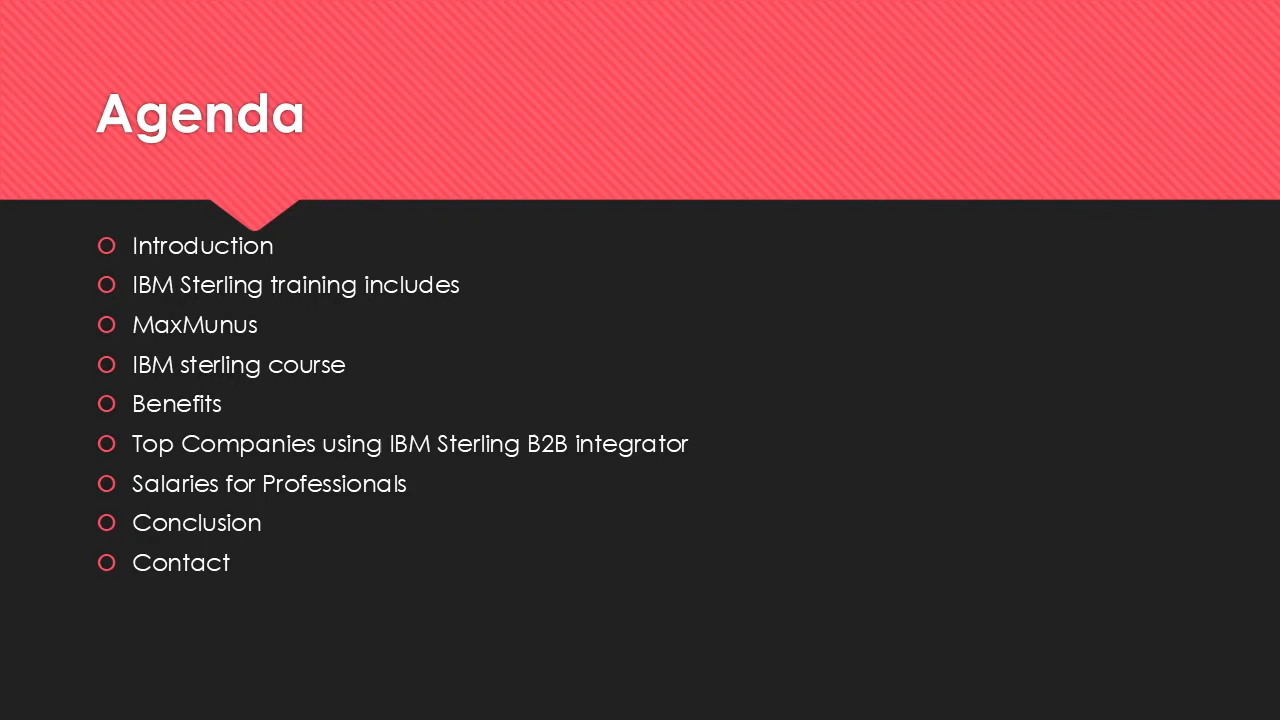 Agenda
Introduction
IBM Sterling training includes
MaxMunus
IBM sterling course
Benefits
Top Companies using IBM Sterling B2B integrator
Salaries for Professionals
Conclusion
Contact